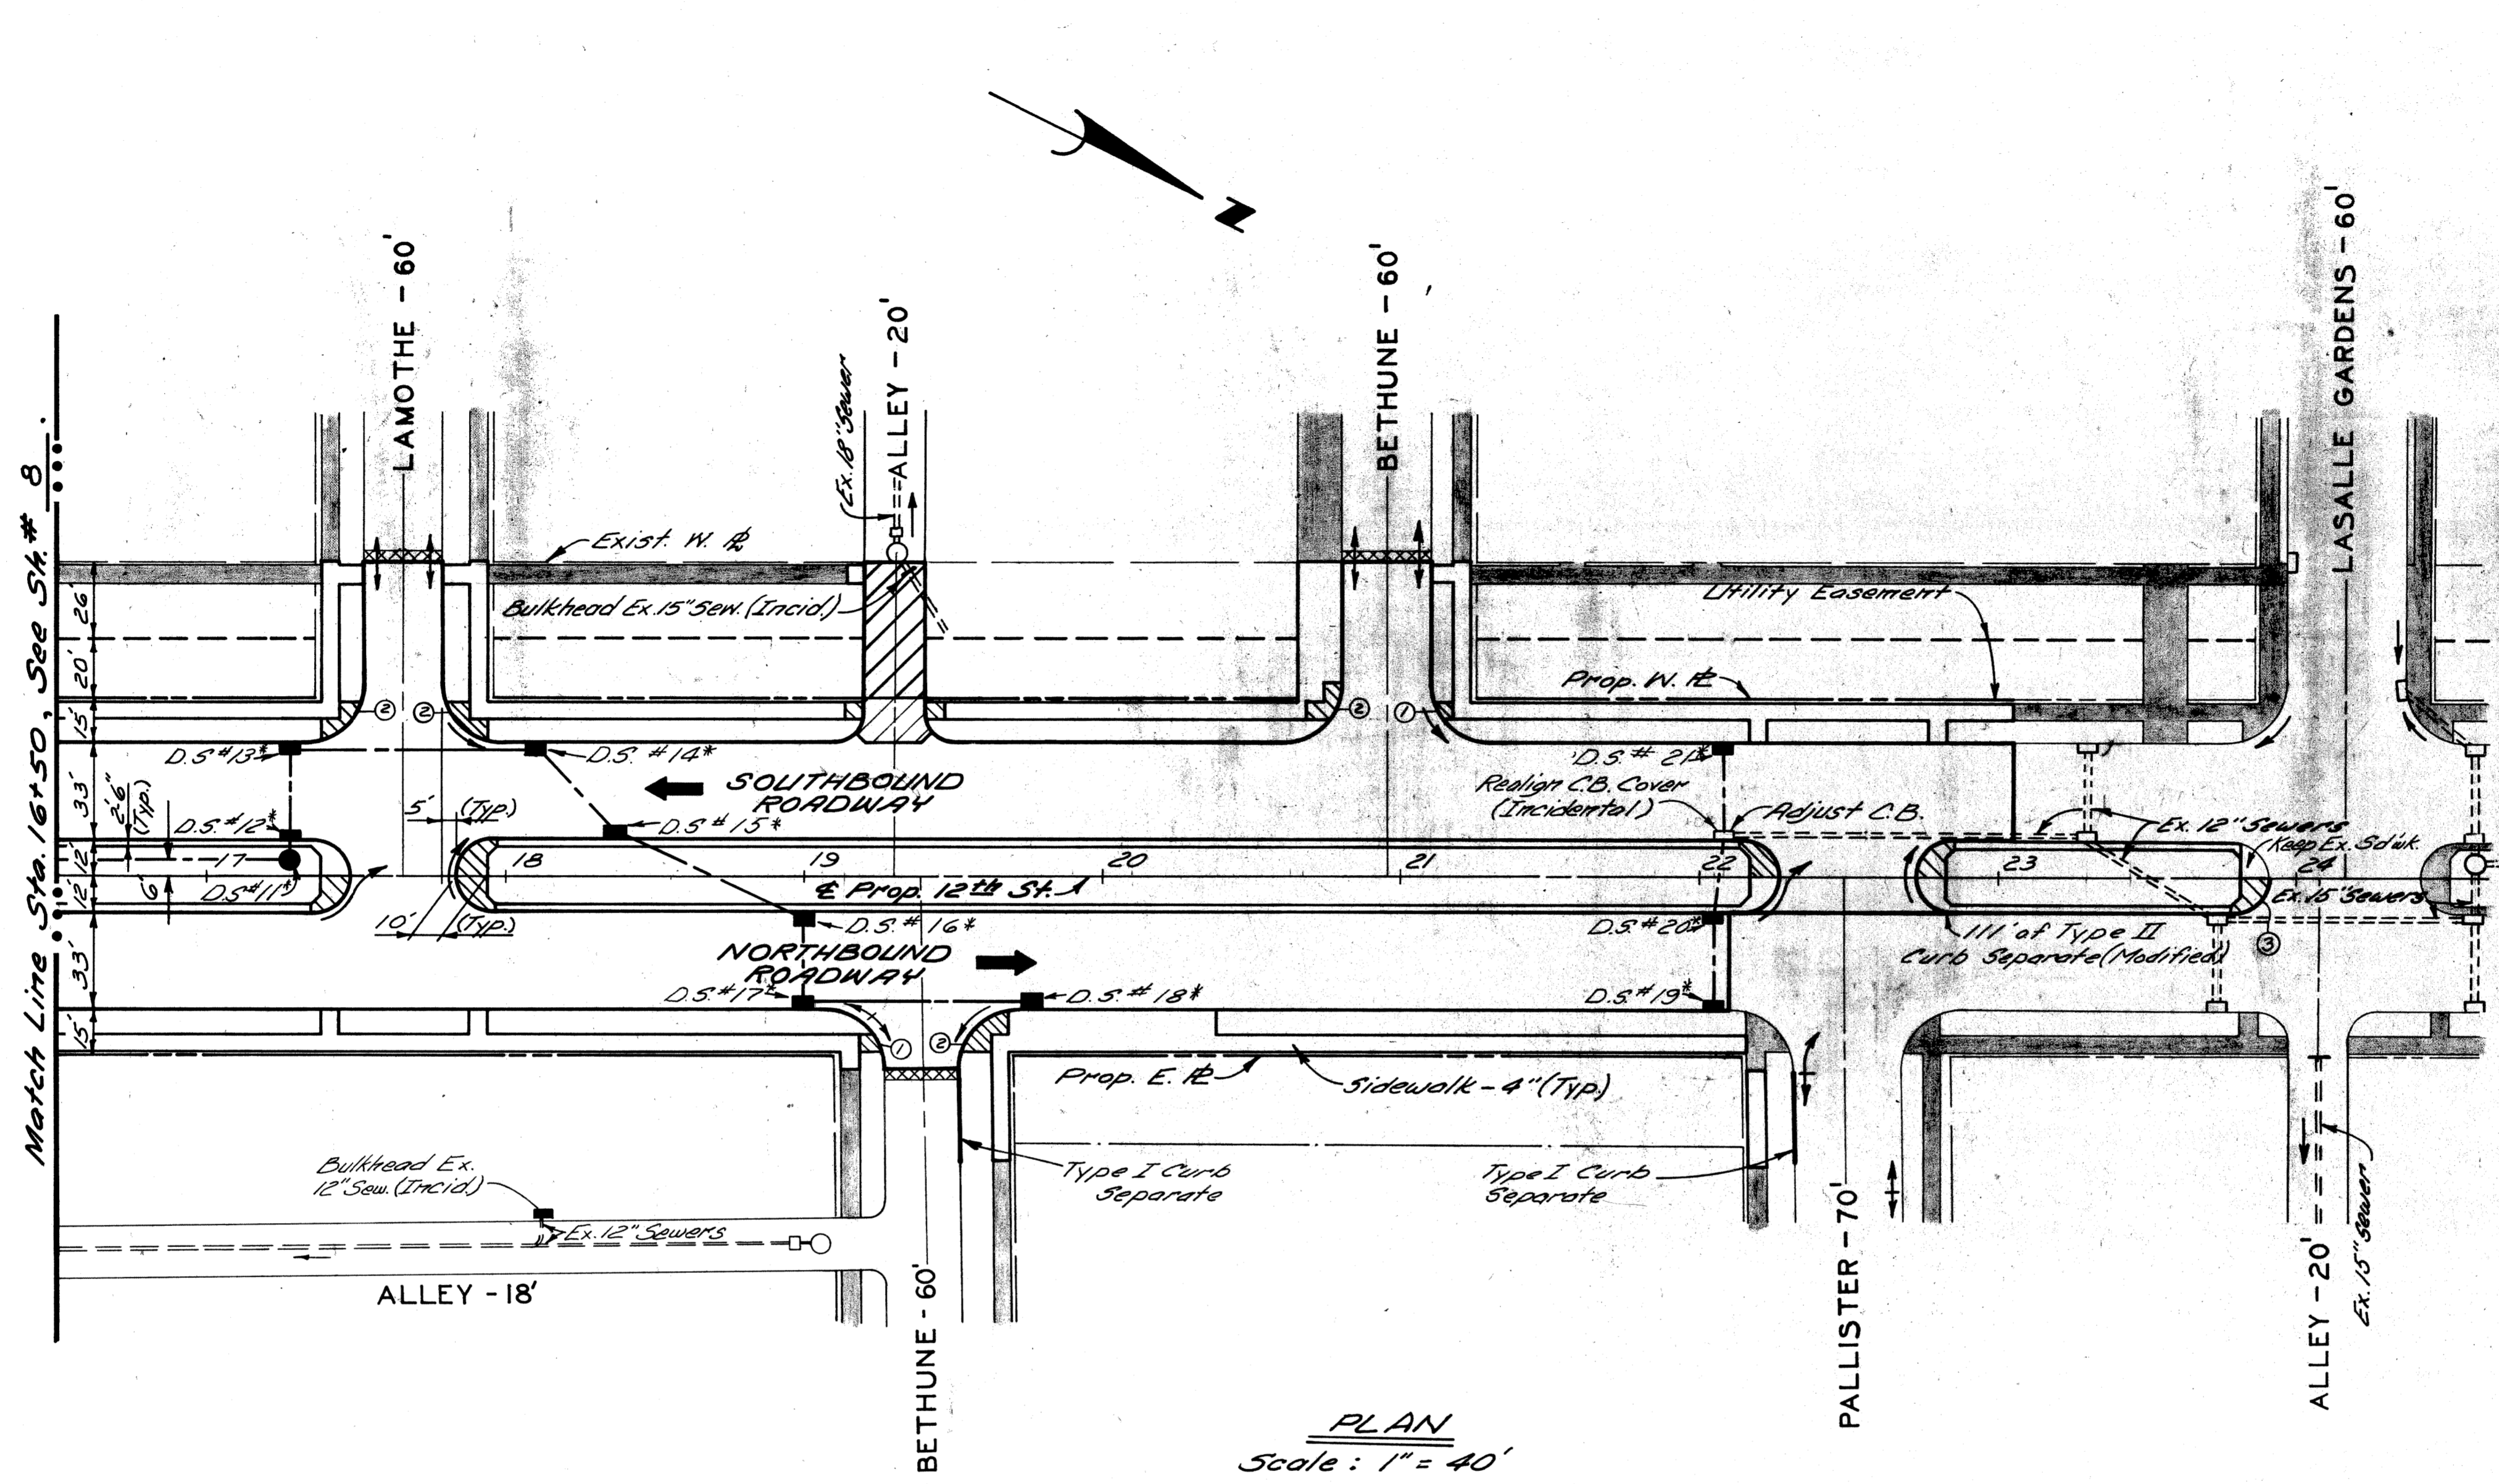 N
LAMOTHE - 60'
ALLEY - 20'
Ex. 18" Sewer
BETHUNE - 60'
LASALLE GARDENS - 60'
Match Line Sta. 16+50, See Sh. # 8
Exist. W. PL
Bulkhead Ex. 15" Sew. (Incid.)
Utility Easement
Prop. W. PL
26'
20'
15'
33'
2'6"
(Typ.)
12'
12'
6'
33'
15'
2
2
2
1
D.S. #13*
D.S. #14*
D.S. # 21*
SOUTHBOUND
ROADWAY
Realign C.B. Cover
(Incidental)
Adjust C.B.
5'
(Typ.)
D.S. #12*
D.S. # 15*
Ex. 12" Sewers
Keep Ex. Sdwk.
17
18
19
20
21
22
23
24
D.S. #11*
℄ Prop. 12th St.
Ex. 15" Sewers
10'
(Typ.)
D.S. # 16*
D.S. #20*
111' of Type II
Curb Separate (Modified)
3
NORTHBOUND
ROADWAY
D.S. #17*
D.S. # 18*
D.S. #19*
1
2
Prop. E. PL
Sidewalk - 4" (Typ.)
Bulkhead Ex.
12" Sew. (Incid.)
Type I Curb
Separate
Type I Curb
Separate
Ex. 12" Sewers
ALLEY - 18'
BETHUNE - 60'
PALLISTER - 70'
ALLEY - 20'
Ex. 15" Sewer
PLAN
Scale : 1" = 40'